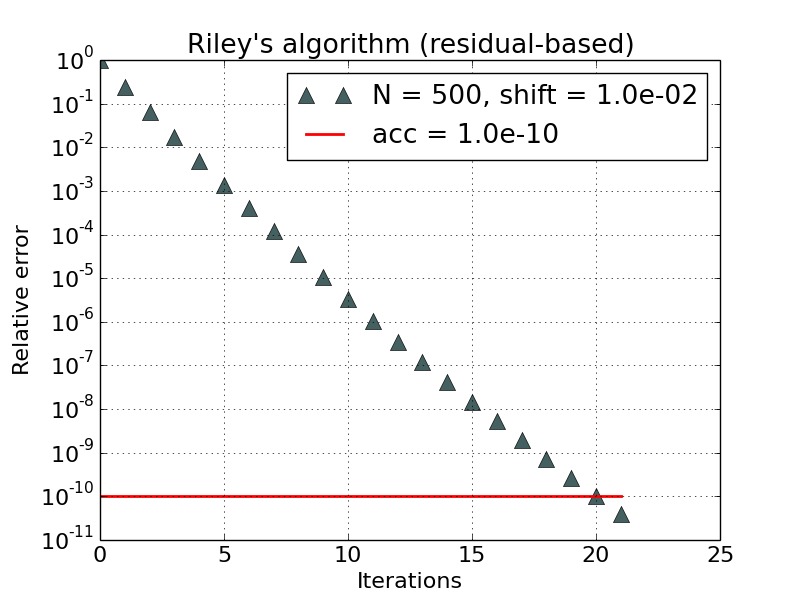 Riley's algorithm (residual-based)
N = 500, shift = 1.0e-02
acc = 1.0e-10
Relative error
10^0
10^-1
10^-2
10^-3
10^-4
10^-5
10^-6
10^-7
10^-8
10^-9
10^-10
10^-11
0 5 10 15 20 25
Iterations